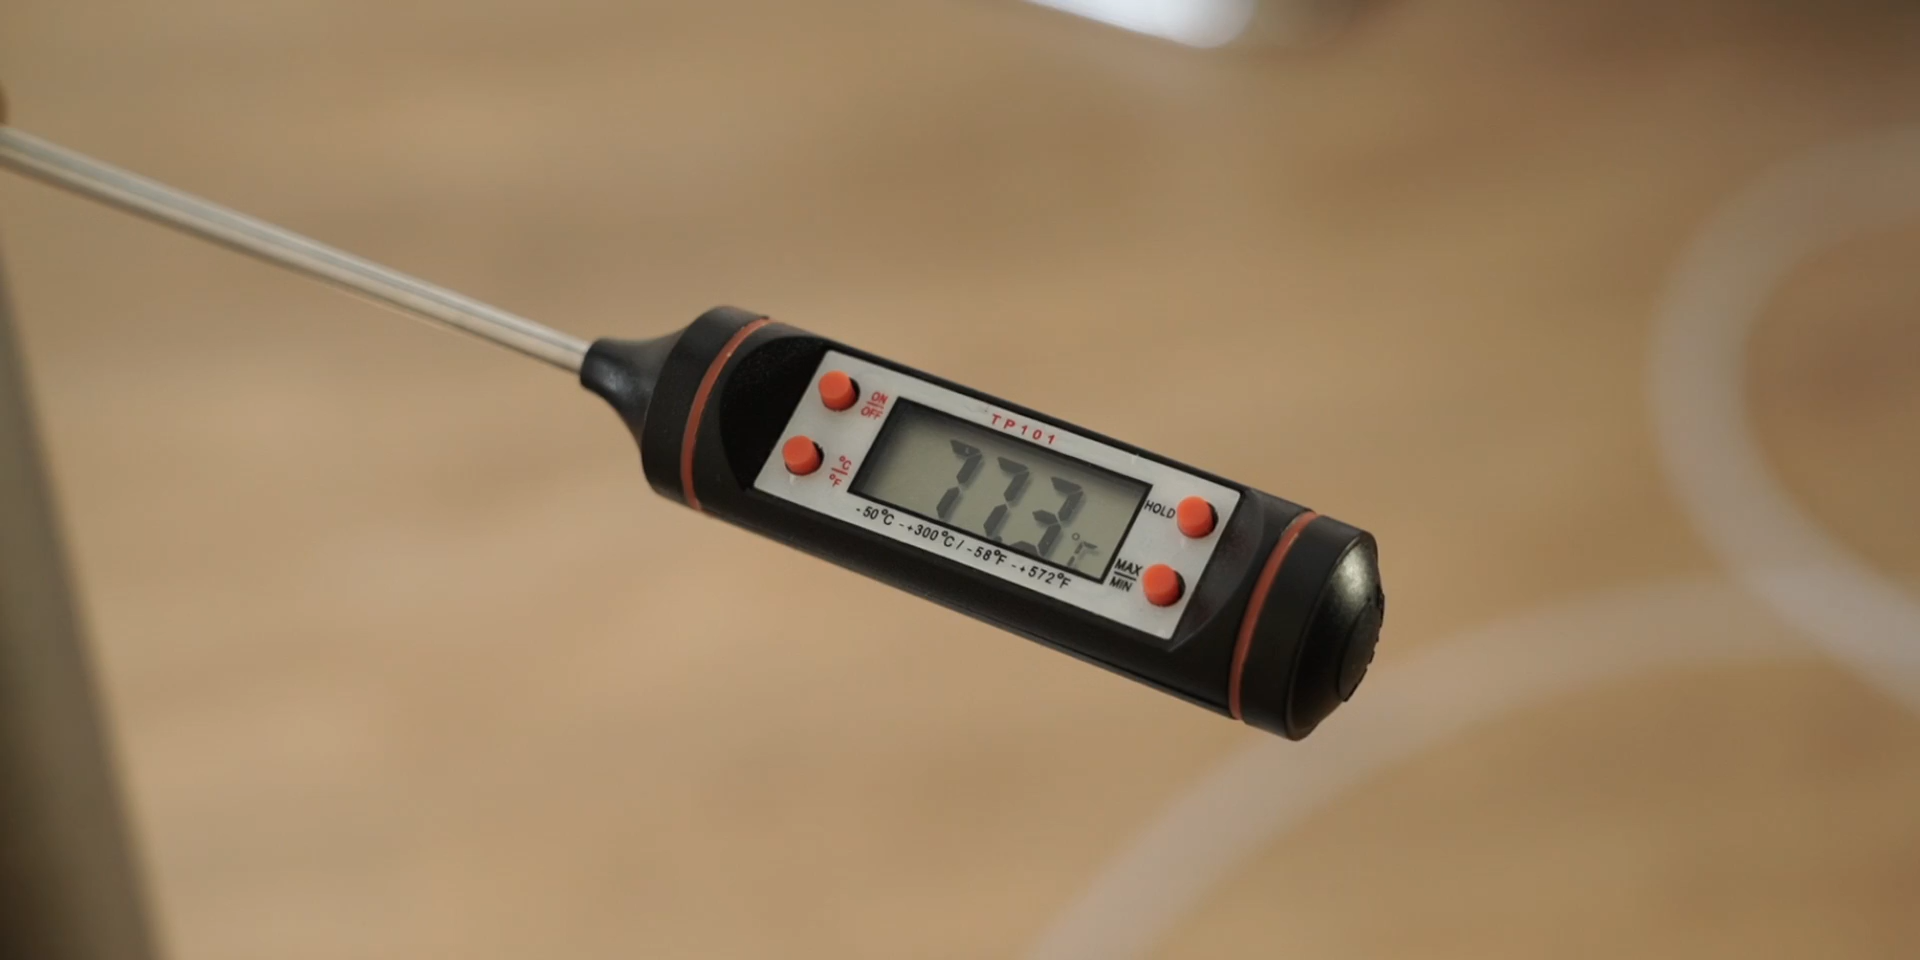 ON
OFF
TP101
°C
°F
77.3
HOLD
-50°C -+300°C / -58°F -+572°F
MAX
MIN